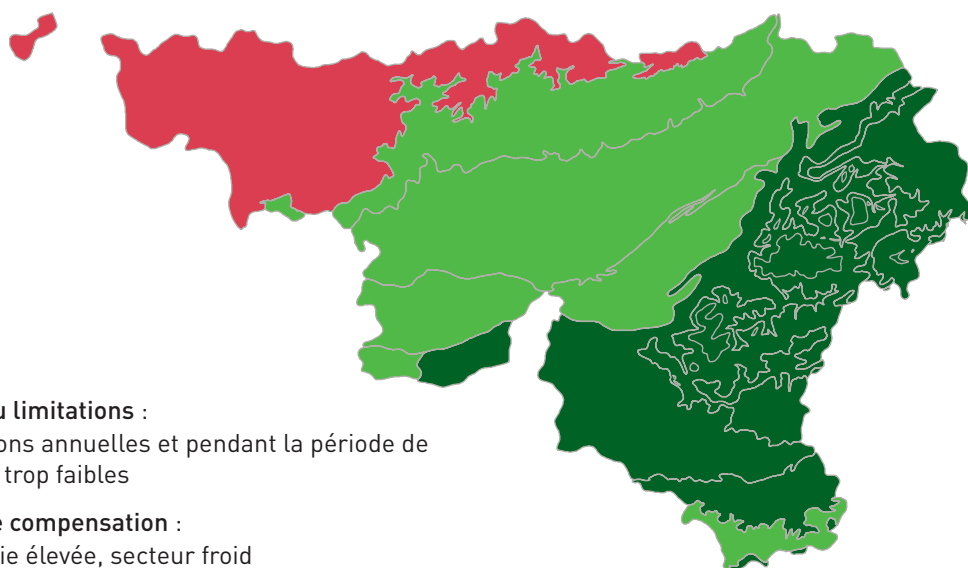 u limitations :
ons annuelles et pendant la période de
trop faibles
e compensation :
ie élevée, secteur froid